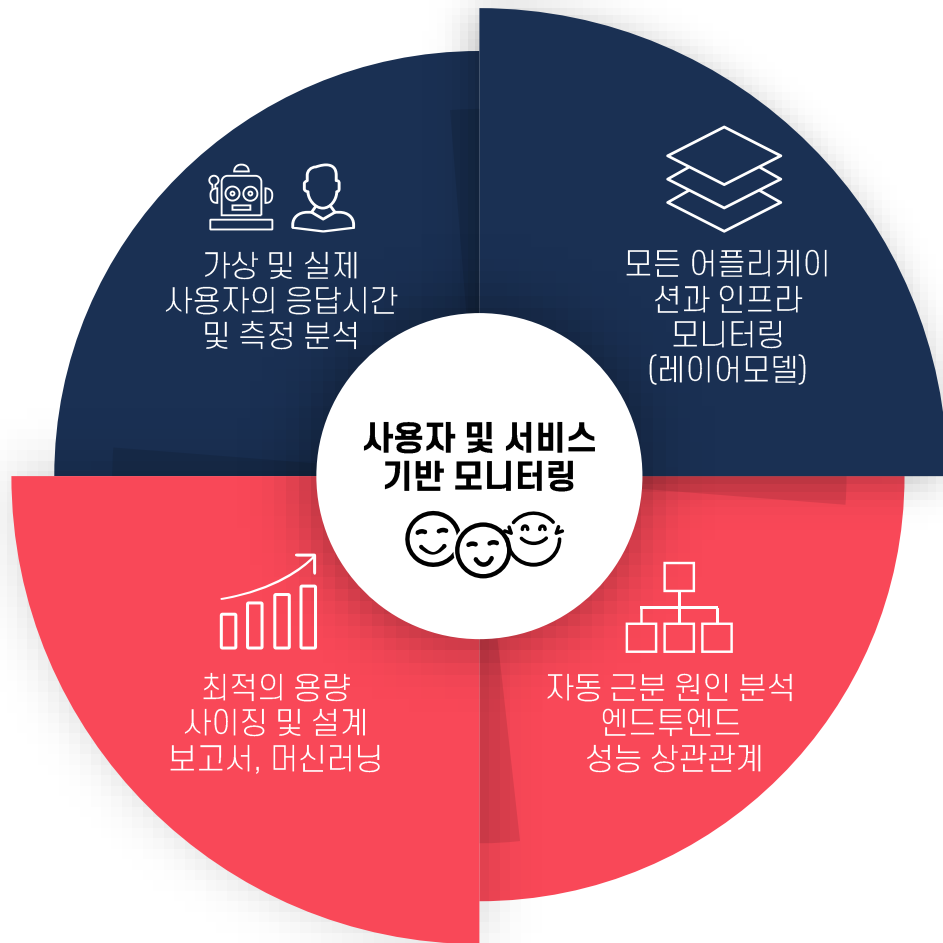 가상 및 실제
사용자의 응답시간
및 측정 분석
모든 어플리케이
션과 인프라
모니터링
(레이어모델)
사용자 및 서비스
기반 모니터링
최적의 용량
사이징 및 설계
보고서, 머신러닝
자동 근분 원인 분석
엔드투엔드
성능 상관관계